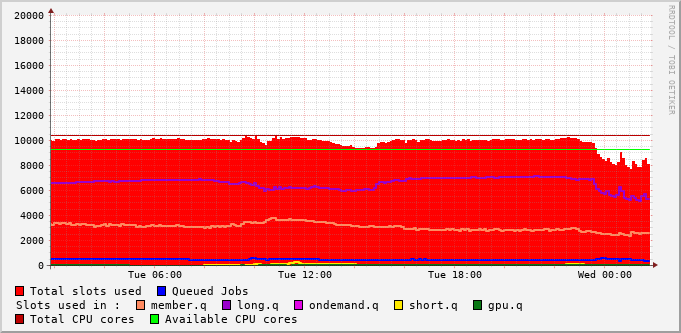 20000
18000
16000
14000
12000
10000
8000
6000
4000
2000
0
Tue 06:00 Tue 12:00 Tue 18:00 Wed 00:00
RRDTOOL / TOBI OETIKER
Total slots used Queued Jobs
Slots used in : member.q long.q ondemand.q short.q gpu.q
Total CPU cores Available CPU cores